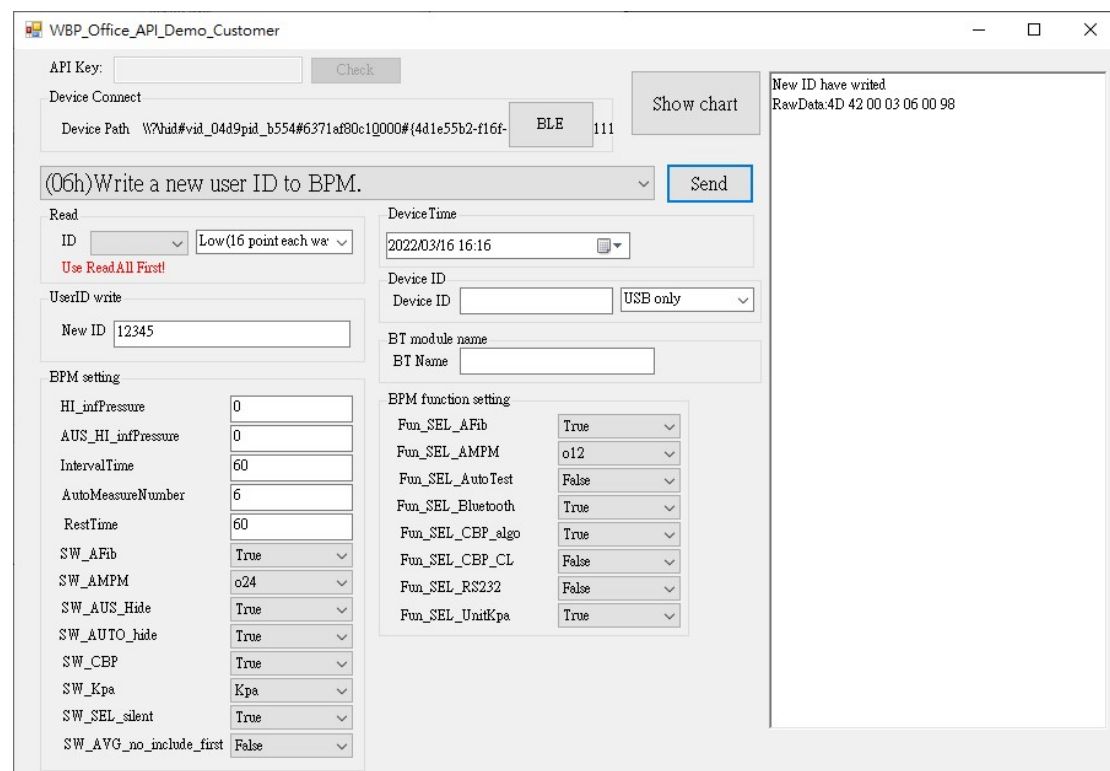 WBP_Office_API_Demo_Customer
API Key:
Check
Device Connect
Device Path \\?\hid#vid_04d9pid_b554#6371af80c10000#{4d1e55b2-f16f-
BLE
111
Show chart
New ID have writed
RawData:4D 42 00 03 06 00 98
(06h)Write a new user ID to BPM.
Send
Read
ID
Low(16 point each wa
Use ReadAll First!
UserID write
New ID 12345
DeviceTime
2022/03/16 16:16
Device ID
Device ID
USB only
BT module name
BT Name
BPM setting
HI_infPressure 0
AUS_HI_infPressure 0
IntervalTime 60
AutoMeasureNumber 6
RestTime 60
SW_AFib True
SW_AMPM o24
SW_AUS_Hide True
SW_AUTO_hide True
SW_CBP True
SW_Kpa Kpa
SW_SEL_silent True
SW_AVG_no_include_first False
BPM function setting
Fun_SEL_AFib True
Fun_SEL_AMPM o12
Fun_SEL_AutoTest False
Fun_SEL_Bluetooth True
Fun_SEL_CBP_algo True
Fun_SEL_CBP_CL False
Fun_SEL_RS232 False
Fun_SEL_UnitKpa True